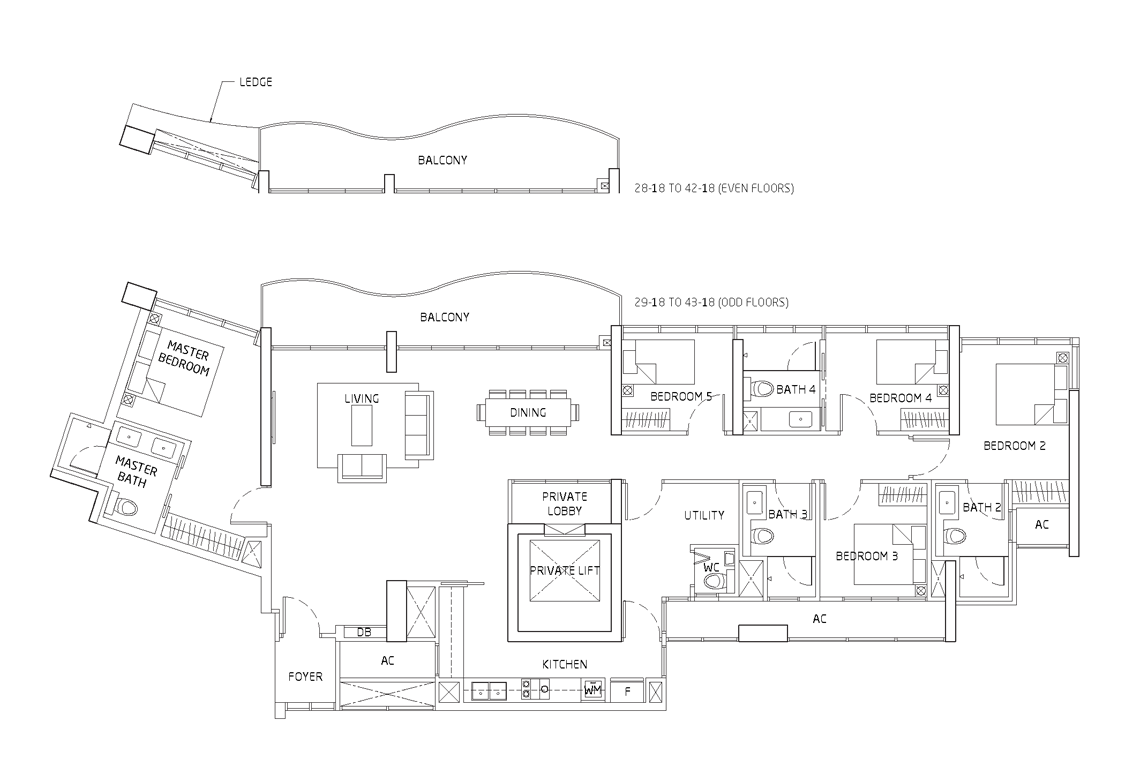 LEDGE
BALCONY
28-18 TO 42-18 (EVEN FLOORS)
29-18 TO 43-18 (ODD FLOORS)
BALCONY
MASTER
BEDROOM
LIVING
DINING
BEDROOM 5
BATH 4
BEDROOM 4
BEDROOM 2
MASTER
BATH
PRIVATE
LOBBY
UTILITY
BATH 3
BATH 2
AC
BEDROOM 3
WC
PRIVATE LIFT
AC
DB
AC
KITCHEN
FOYER
WM
F